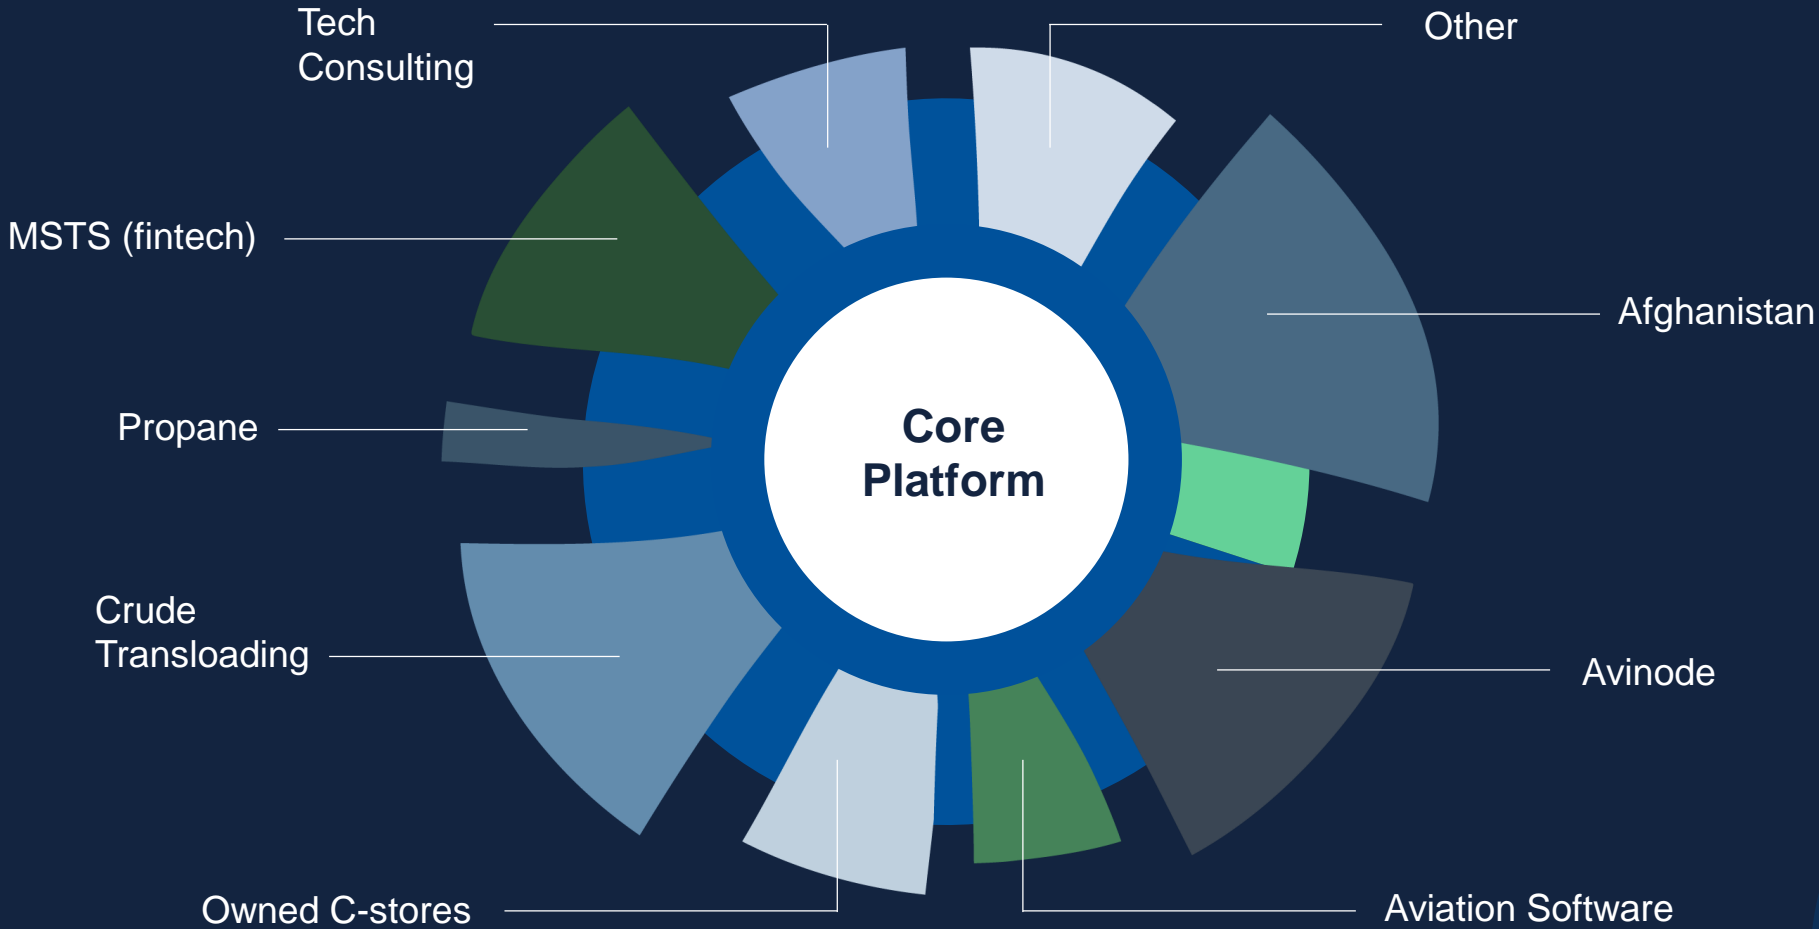 Tech
Consulting
Other
MSTS (fintech)
Afghanistan
Propane
Core
Platform
Crude
Transloading
Avinode
Owned C-stores
Aviation Software